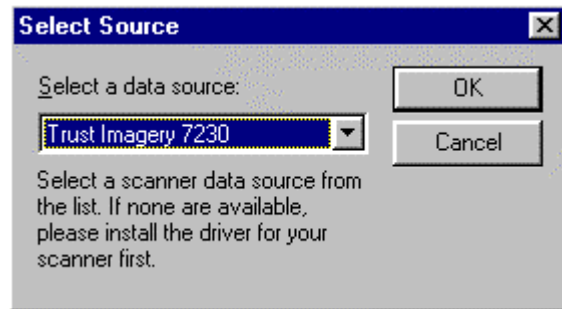 Select Source
Select a data source:
OK
Trust Imagery 7230
Cancel
Select a scanner data source from
the list. If none are available,
please install the driver for your
scanner first.